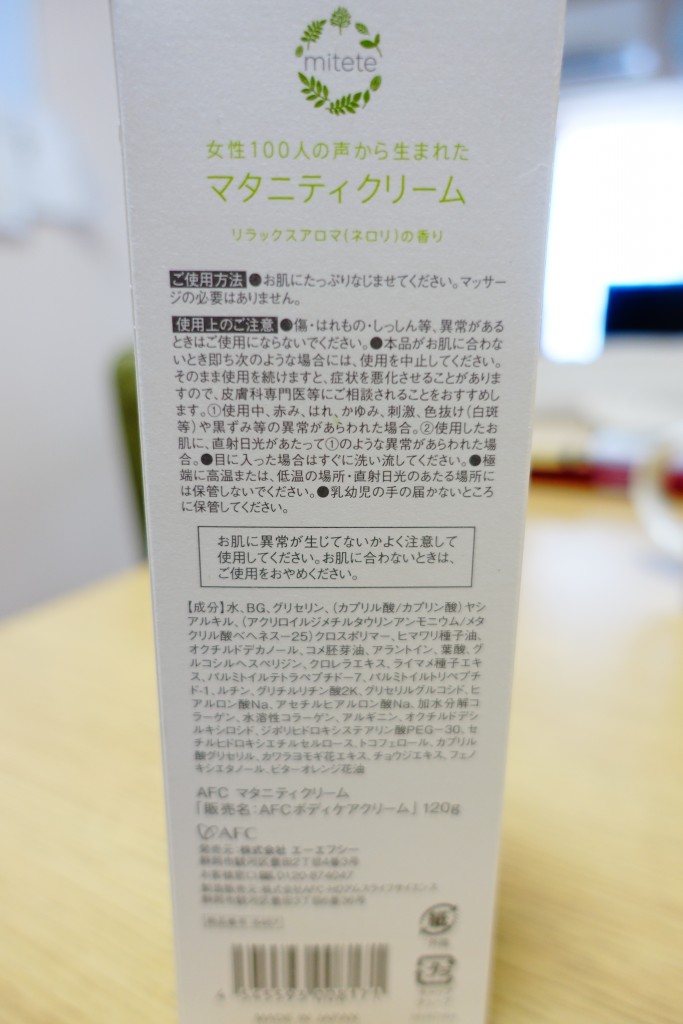 mitete
女性100人の声から生まれた
マタニティクリーム
リラックスアロマ(ネロリ)の香り
ご使用方法 ●お肌にたっぷりなじませてください。マッサー
ジの必要はありません。
使用上のご注意 ●傷・はれもの・しっしん等、異常がある
ときはご使用にならないでください。●本品がお肌に合わな
いとき即ち次のような場合には、使用を中止してください。
そのまま使用を続けますと、症状を悪化させることがありま
すので、皮膚科専門医等にご相談されることをおすすめし
ます。①使用中、赤み、はれ、かゆみ、刺激、色抜け(白斑
等)や黒ずみ等の異常があらわれた場合。②使用したお
肌に、直射日光があたって①のような異常があらわれた場
合。●目に入った場合はすぐに洗い流してください。●極
端に高温または、低温の場所・直射日光のあたる場所に
は保管しないでください。●乳幼児の手の届かないところ
に保管してください。
お肌に異常が生じてないかよく注意して
使用してください。お肌に合わないときは、
ご使用をおやめください。
【成分】水、BG、グリセリン、(カプリル酸/カプリン酸)ヤシ
アルキル、(アクリロイルジメチルタウリンアンモニウム/メタ
クリル酸ベヘネス-25)クロスポリマー、ヒマワリ種子油、
オクチルドデカノール、コメ胚芽油、アラントイン、葉酸、グ
ルコシルヘスペリジン、クロレラエキス、ライマメ種子エキ
ス、パルミトイルテトラペプチド-7、パルミトイルトリペプチ
ド-1、ルチン、グリチルリチン酸2K、グリセリルグルコシド、ヒ
アルロン酸Na、アセチルヒアルロン酸Na、加水分解コ
ラーゲン、水溶性コラーゲン、アルギニン、オクチルドデシ
ルキシロシド、ジポリヒドロキシステアリン酸PEG-30、セ
チルヒドロキシエチルセルロース、トコフェロール、カプリル
酸グリセリル、カワラヨモギ花エキス、チョウジエキス、フェノ
キシエタノール、ビターオレンジ花油
AFC マタニティクリーム
「販売名:AFCボディケアクリーム」120g
AFC
発売元 株式会社 エーエフシー
0120-874047